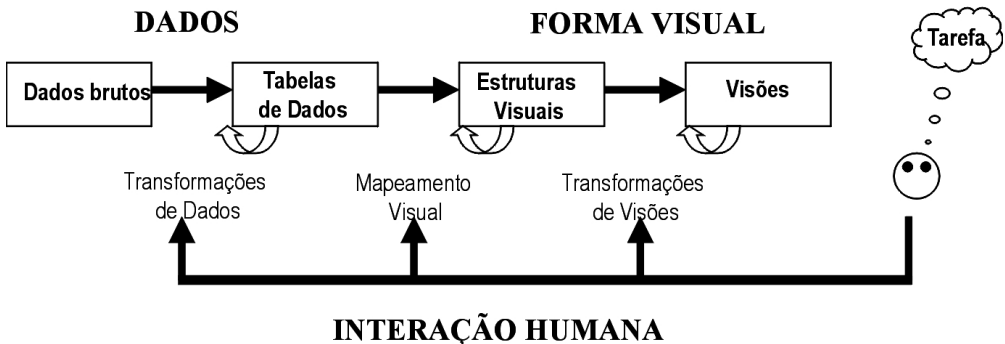 DADOS
FORMA VISUAL
Tarefa
Dados brutos
Tabelas
de Dados
Estruturas
Visuais
Visões
Transformações
de Dados
Mapeamento
Visual
Transformações
de Visões
INTERAÇÃO HUMANA